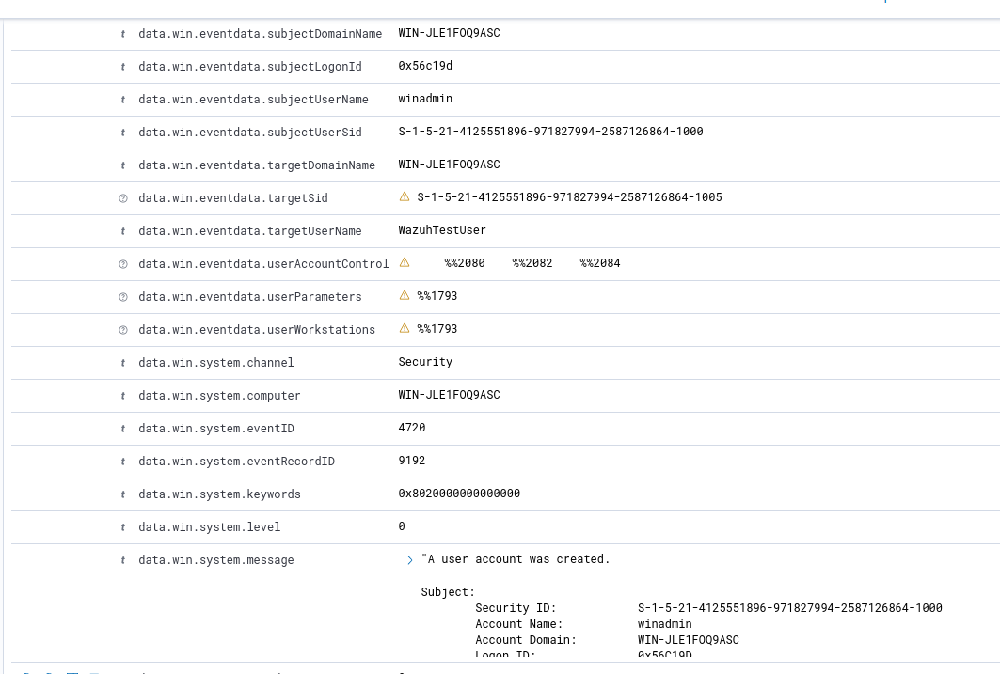 t data.win.eventdata.subjectDomainName WIN-JLE1FOQ9ASC
t data.win.eventdata.subjectLogonId 0x56c19d
t data.win.eventdata.subjectUserName winadmin
t data.win.eventdata.subjectUserSid S-1-5-21-4125551896-971827994-2587126864-1000
t data.win.eventdata.targetDomainName WIN-JLE1FOQ9ASC
data.win.eventdata.targetSid S-1-5-21-4125551896-971827994-2587126864-1005
t data.win.eventdata.targetUserName WazuhTestUser
data.win.eventdata.userAccountControl %%2080 %%2082 %%2084
data.win.eventdata.userParameters %%1793
data.win.eventdata.userWorkstations %%1793
t data.win.system.channel Security
t data.win.system.computer WIN-JLE1FOQ9ASC
t data.win.system.eventID 4720
t data.win.system.eventRecordID 9192
t data.win.system.keywords 0x8020000000000000
t data.win.system.level 0
t data.win.system.message "A user account was created.
Subject:
Security ID: S-1-5-21-4125551896-971827994-2587126864-1000
Account Name: winadmin
Account Domain: WIN-JLE1FOQ9ASC
Logon ID: 0x56C19D